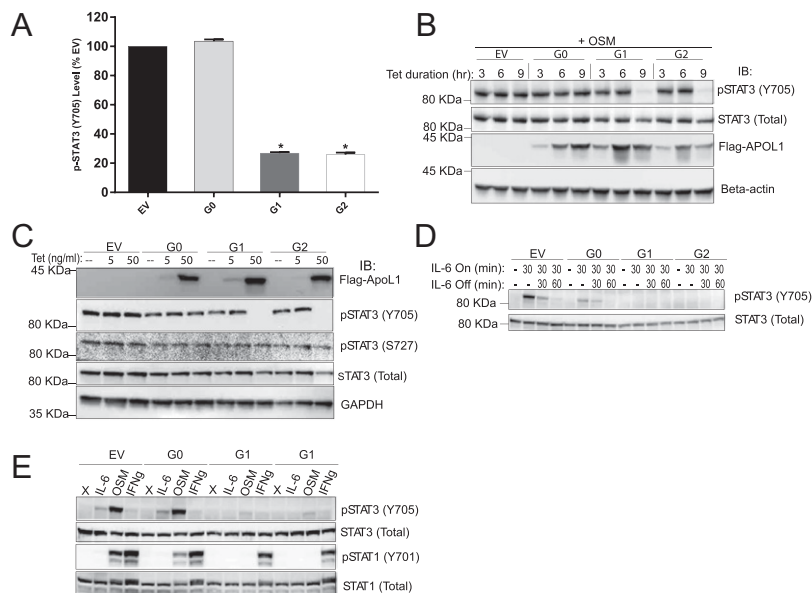 A
p-STAT3 (Y705) Level (% EV)
120
100
80
60
40
20
0
* *
EV G0 G1 G2
B
+ OSM
EV G0 G1 G2
Tet duration (hr): 3 6 9 3 6 9 3 6 9 3 6 9 IB:
pSTAT3 (Y705)
80 KDa
STAT3 (Total)
80 KDa
45 KDa
Flag-APOL1
45 KDa
Beta-actin
C
EV G0 G1 G2
Tet (ng/ml) -- 5 50 -- 5 50 -- 5 50 -- 5 50 IB:
45 KDa
Flag-ApoL1
pSTAT3 (Y705)
80 KDa
pSTAT3 (S727)
80 KDa
STAT3 (Total)
80 KDa
GAPDH
35 KDa
D
EV G0 G1 G2
IL-6 On (min): - 30 30 30 - 30 30 30 - 30 30 30 - 30 30 30
IL-6 Off (min): - - 30 60 - - 30 60 - - 30 60 - - 30 60
pSTAT3 (Y705)
80 KDa
STAT3 (Total)
80 KDa
E
EV G0 G1 G1
X IL-6 OSM IFNg X IL-6 OSM IFNg X IL-6 OSM IFNg X IL-6 OSM IFNg
pSTAT3 (Y705)
STAT3 (Total)
pSTAT1 (Y701)
STAT1 (Total)